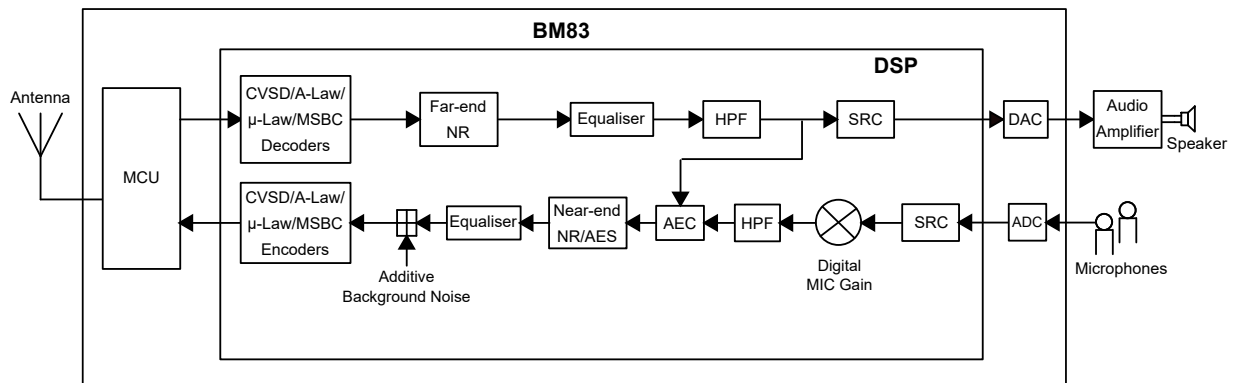 BM83
DSP
Antenna
MCU
CVSD/A-Law/
μ-Law/MSBC
Decoders
Far-end
NR
Equaliser
HPF
SRC
DAC
Audio
Amplifier
Speaker
CVSD/A-Law/
μ-Law/MSBC
Encoders
Additive
Background Noise
Equaliser
Near-end
NR/AES
AEC
HPF
Digital
MIC Gain
SRC
ADC
Microphones